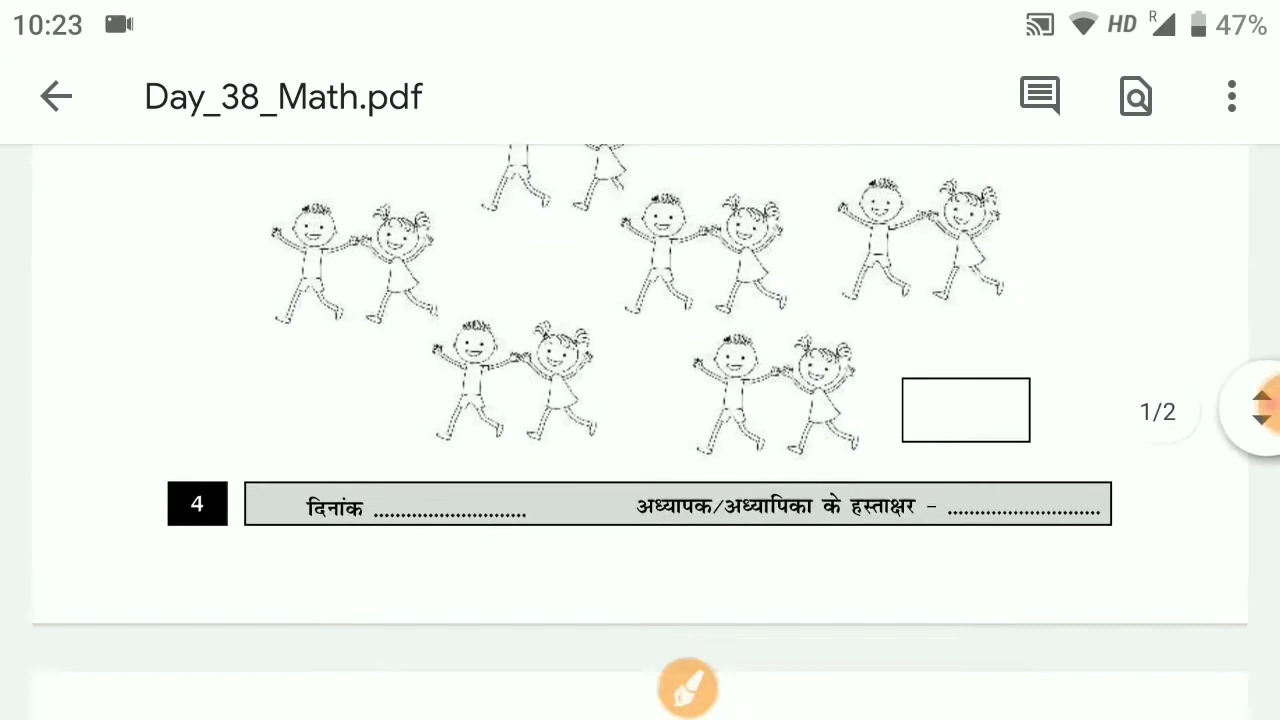 10:23 HD R 47%
Day_38_Math.pdf
1/2
4 दिनांक ............................ अध्यापक/अध्यापिका के हस्ताक्षर – ............................